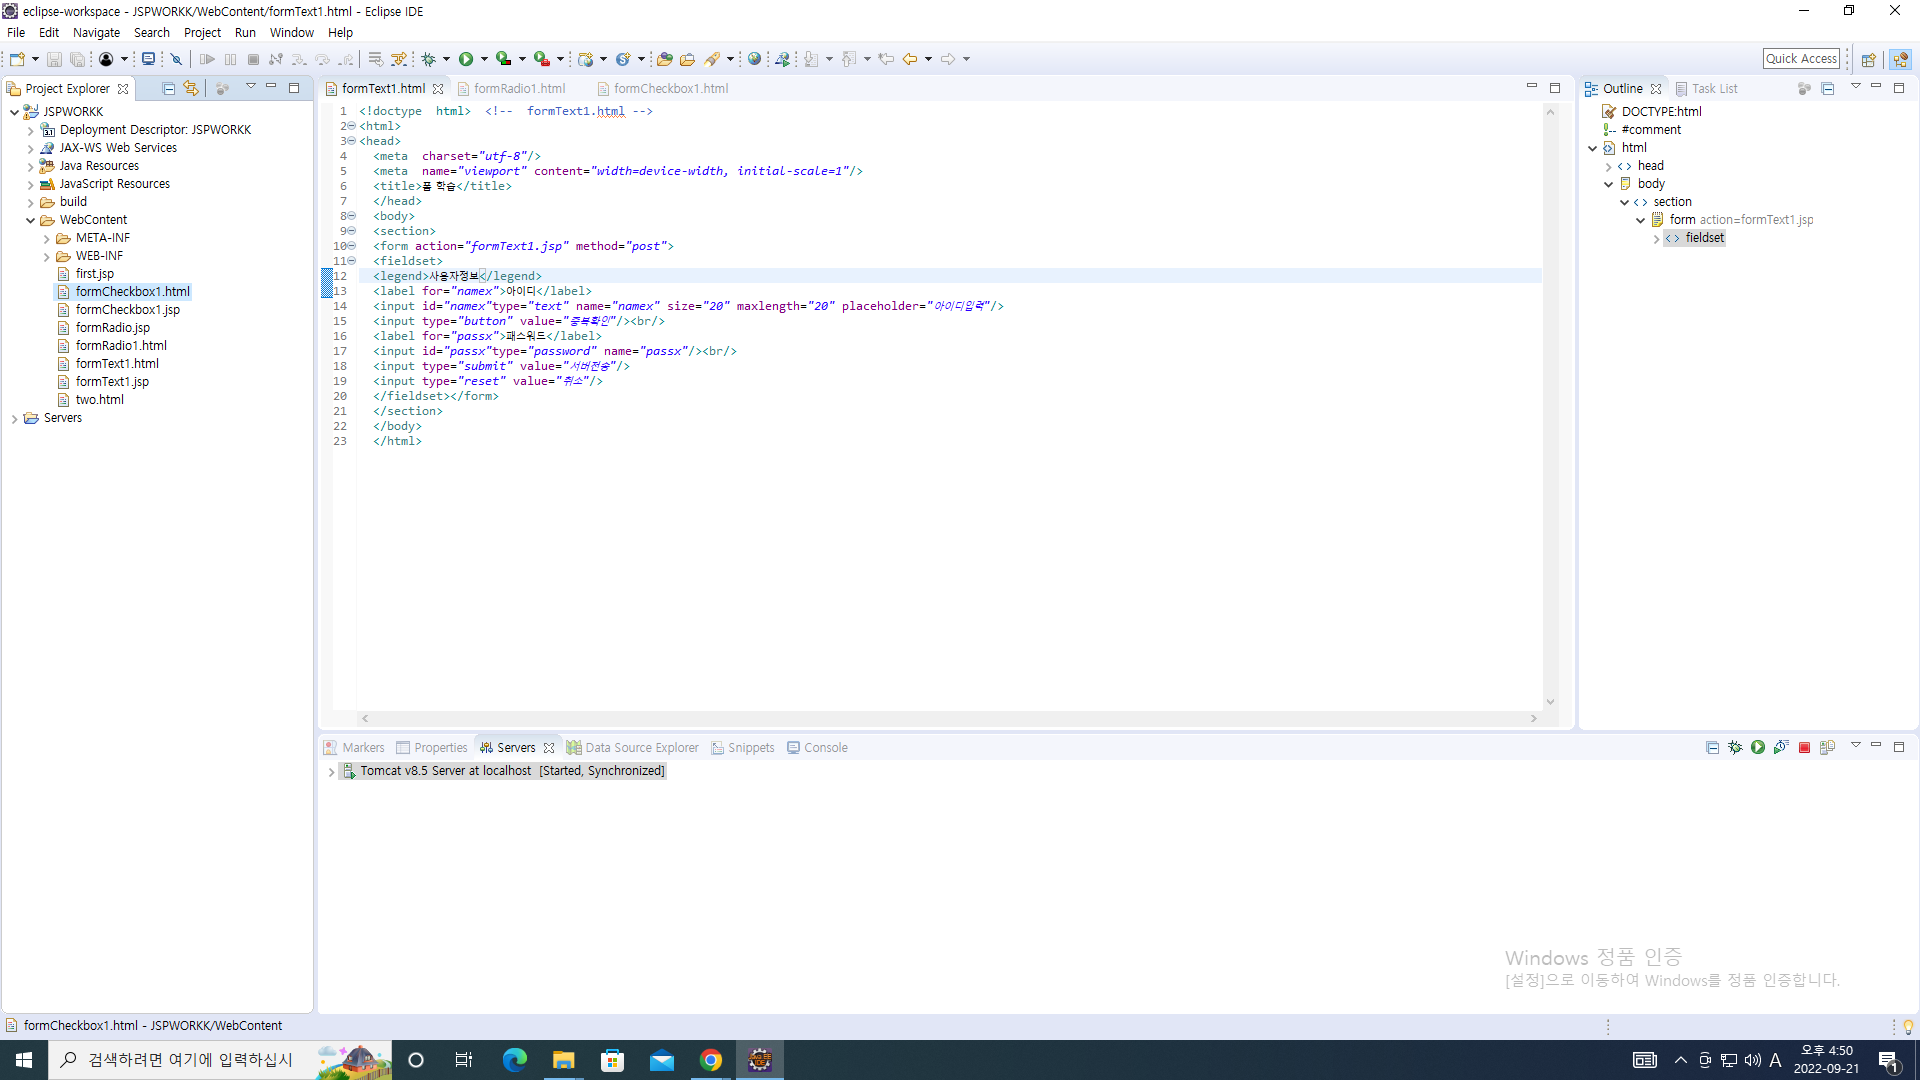 eclipse-workspace - JSPWORKK/WebContent/formText1.html - Eclipse IDE
File Edit Navigate Search Project Run Window Help
Quick Access
Project Explorer
JSPWORKK
Deployment Descriptor: JSPWORKK
JAX-WS Web Services
Java Resources
JavaScript Resources
build
WebContent
META-INF
WEB-INF
first.jsp
formCheckbox1.html
formCheckbox1.jsp
formRadio.jsp
formRadio1.html
formText1.html
formText1.jsp
two.html
Servers
formText1.html formRadio1.html formCheckbox1.html
1 <!doctype  html>  <!--  formText1.html -->
2 <html>
3 <head>
4 <meta  charset="utf-8"/>
5 <meta  name="viewport" content="width=device-width, initial-scale=1"/>
6 <title>폼 학습</title>
7 </head>
8 <body>
9 <section>
10 <form action="formText1.jsp" method="post">
11 <fieldset>
12 <legend>사용자정보</legend>
13 <label for="namex">아이디</label>
14 <input id="namex"type="text" name="namex" size="20" maxlength="20" placeholder="아이디입력"/>
15 <input type="button" value="중복확인"/><br/>
16 <label for="passx">패스워드</label>
17 <input id="passx"type="password" name="passx"/><br/>
18 <input type="submit" value="서버전송"/>
19 <input type="reset" value="취소"/>
20 </fieldset></form>
21 </section>
22 </body>
23 </html>
Outline Task List
DOCTYPE:html
#comment
html
head
body
section
form action=formText1.jsp
fieldset
Markers Properties Servers Data Source Explorer Snippets Console
Tomcat v8.5 Server at localhost  [Started, Synchronized]
Windows 정품 인증
[설정]으로 이동하여 Windows를 정품 인증합니다.
formCheckbox1.html - JSPWORKK/WebContent
검색하려면 여기에 입력하십시
A
오후 4:50
2022-09-21
1